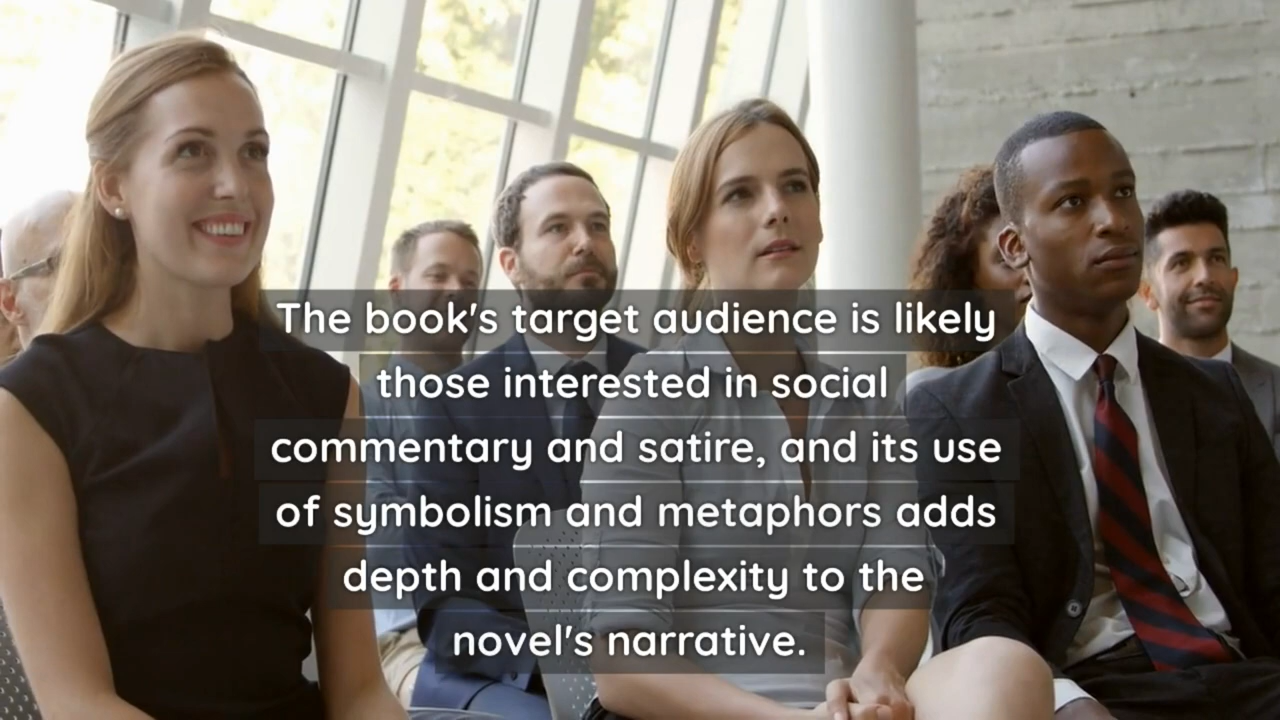 The book's target audience is likely
those interested in social
commentary and satire, and its use
of symbolism and metaphors adds
depth and complexity to the
novel's narrative.